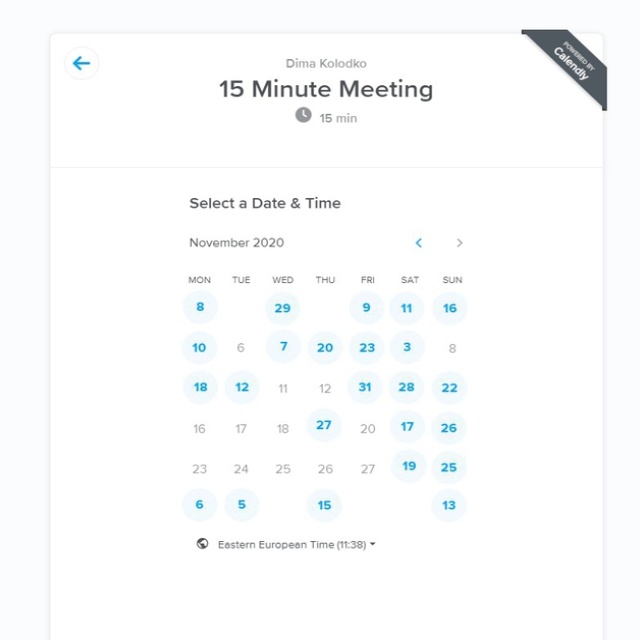 POWERED BY
Calendly
Dima Kolodko
15 Minute Meeting
15 min
Select a Date & Time
November 2020
MON TUE WED THU FRI SAT SUN
8 29 9 11 16
10 6 7 20 23 3 8
18 12 11 12 31 28 22
16 17 18 27 20 17 26
23 24 25 26 27 19 25
6 5 15 13
Eastern European Time (11:38)